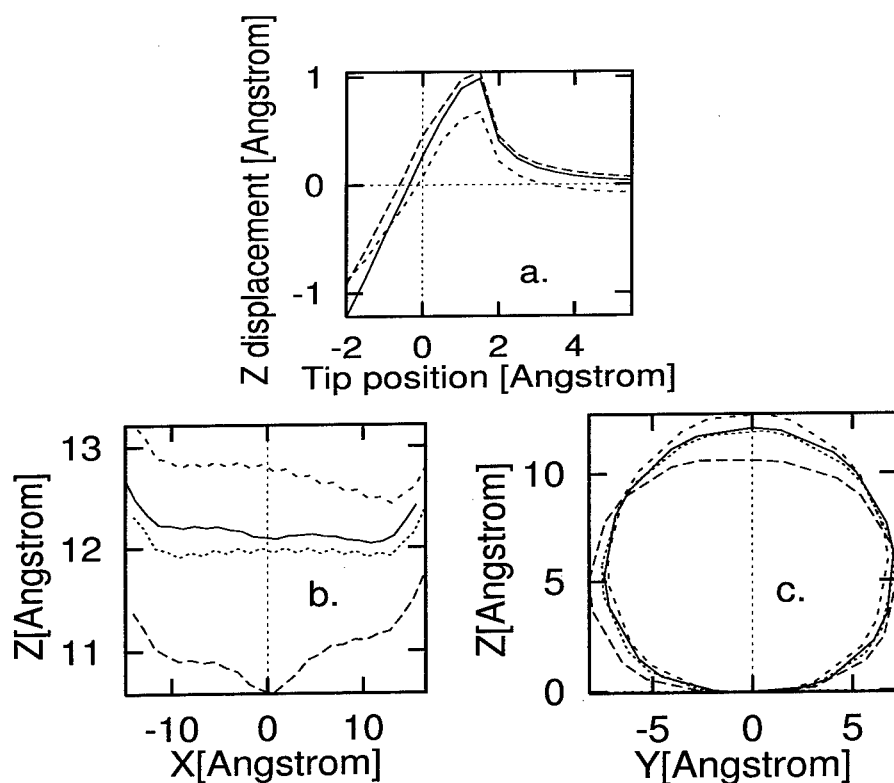 Z displacement [Angstrom]
1
0
-1
a.
-2 0 2 4
Tip position [Angstrom]
Z[Angstrom]
13
12
11
b.
-10 0 10
X[Angstrom]
Z[Angstrom]
10
5
0
c.
-5 0 5
Y[Angstrom]